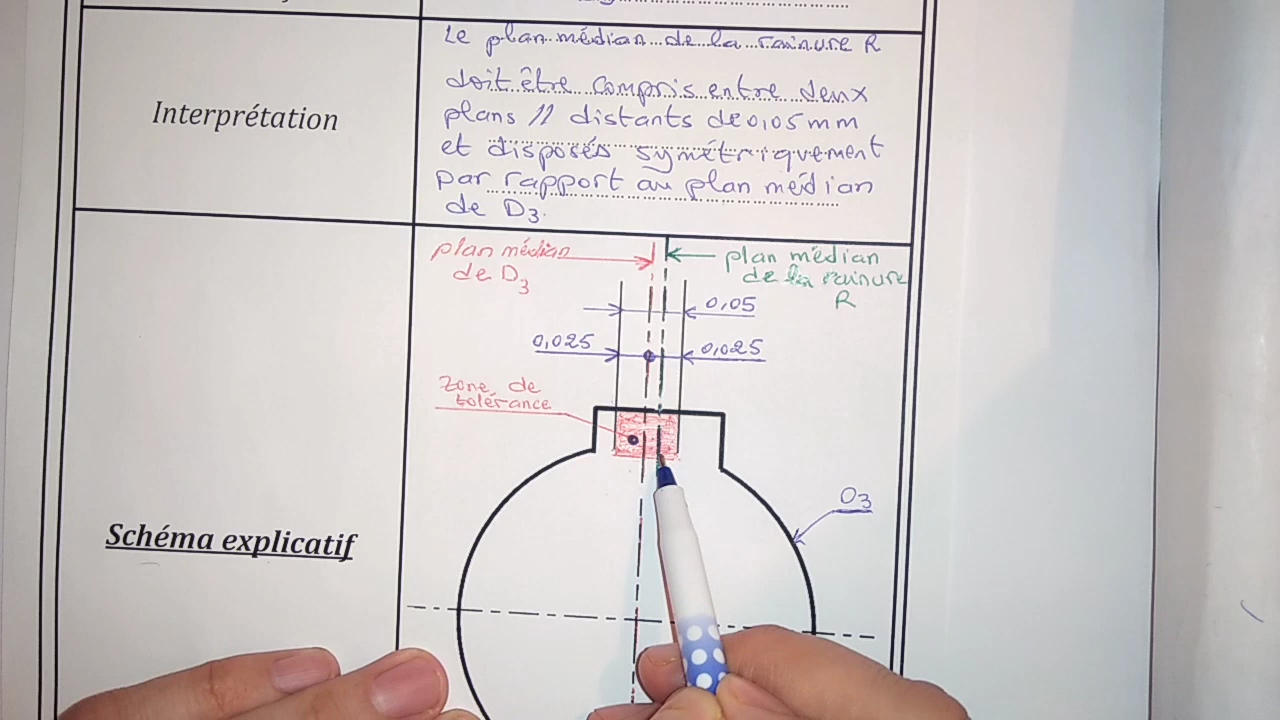 Interprétation
Le plan médian de la rainure R
doit être compris entre deux
plans // distants de 0,05 mm
et disposés symétriquement
par rapport au plan médian
de D3.
plan médian
de D3
plan médian
de la rainure
R
0,05
0,025
0,025
Zone de
tolérance
D3
Schéma explicatif